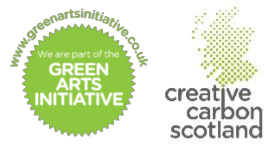 www.greenartsinitiative.co.uk
We are part of the
GREEN
ARTS
INITIATIVE
creative
carbon
scotland